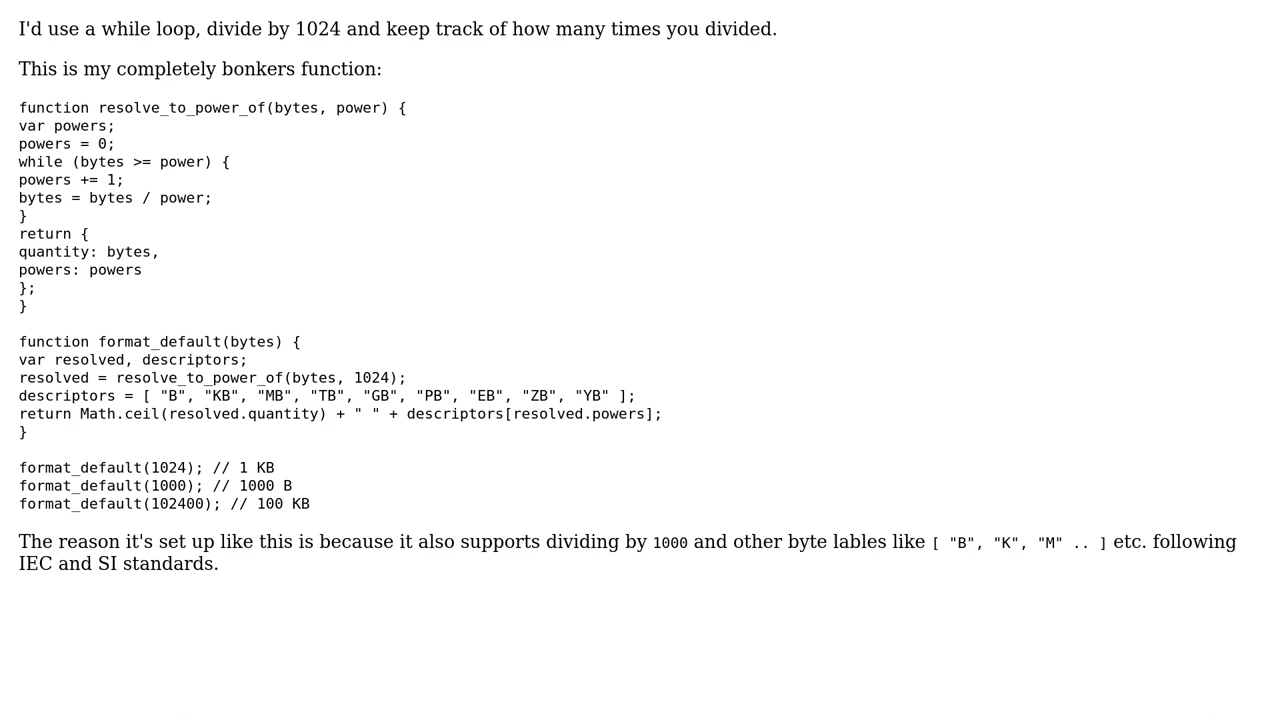 I'd use a while loop, divide by 1024 and keep track of how many times you divided.
This is my completely bonkers function:
function resolve_to_power_of(bytes, power) {
var powers;
powers = 0;
while (bytes >= power) {
powers += 1;
bytes = bytes / power;
}
return {
quantity: bytes,
powers: powers
};
}
function format_default(bytes) {
var resolved, descriptors;
resolved = resolve_to_power_of(bytes, 1024);
descriptors = [ "B", "KB", "MB", "TB", "GB", "PB", "EB", "ZB", "YB" ];
return Math.ceil(resolved.quantity) + " " + descriptors[resolved.powers];
}
format_default(1024); // 1 KB
format_default(1000); // 1000 B
format_default(102400); // 100 KB
The reason it's set up like this is because it also supports dividing by 1000 and other byte lables like [ "B", "K", "M" .. ] etc. following
IEC and SI standards.